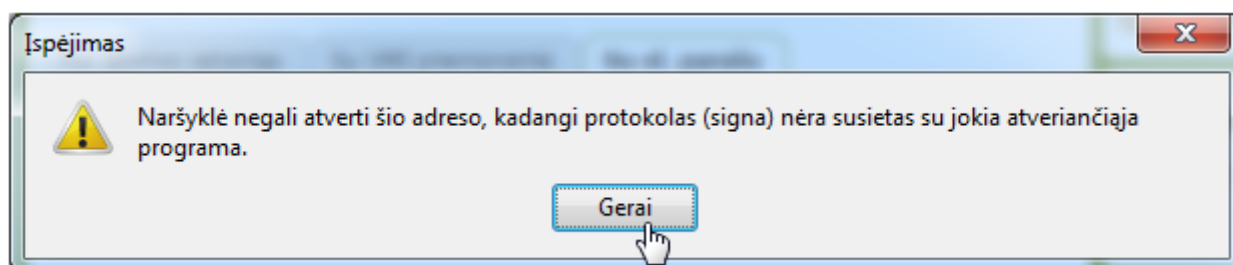 Įspėjimas
Naršyklė negali atverti šio adreso, kadangi protokolas (signa) nėra susietas su jokia atveriančiąja
programa.
Gerai